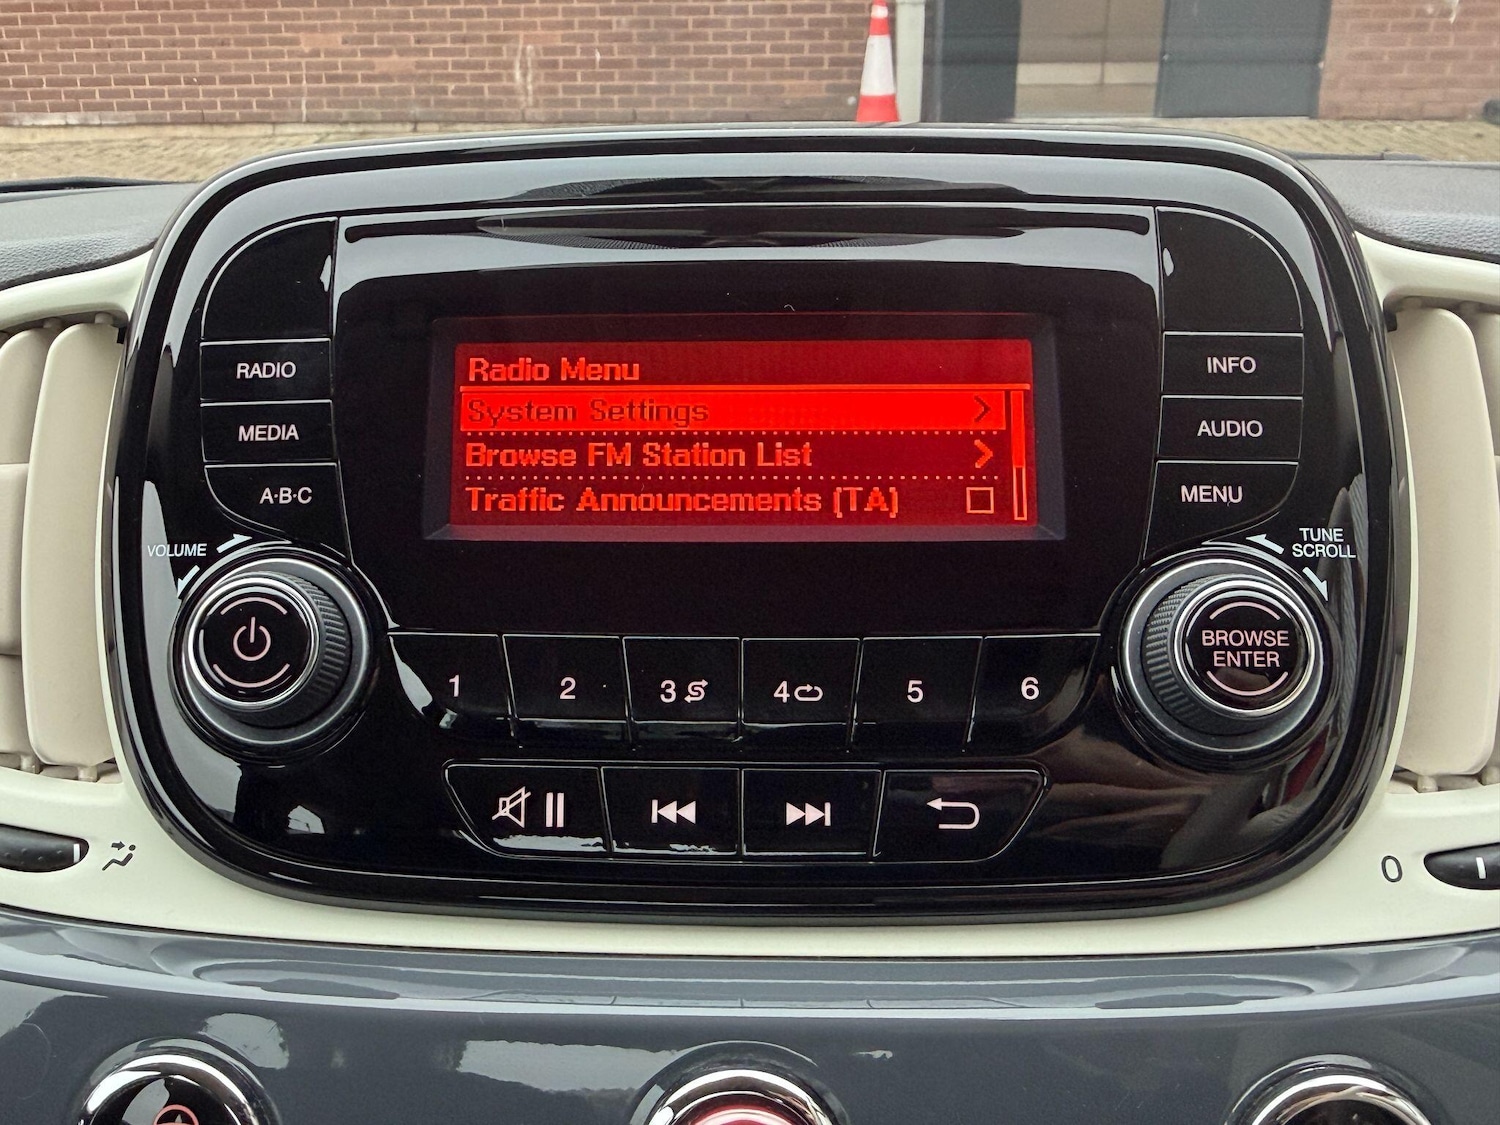 Radio Menu
System Settings
Browse FM Station List
Traffic Announcements (TA)
RADIO
MEDIA
A·B·C
VOLUME
INFO
AUDIO
MENU
TUNE
SCROLL
BROWSE
ENTER
1
2
3
4
5
6
0